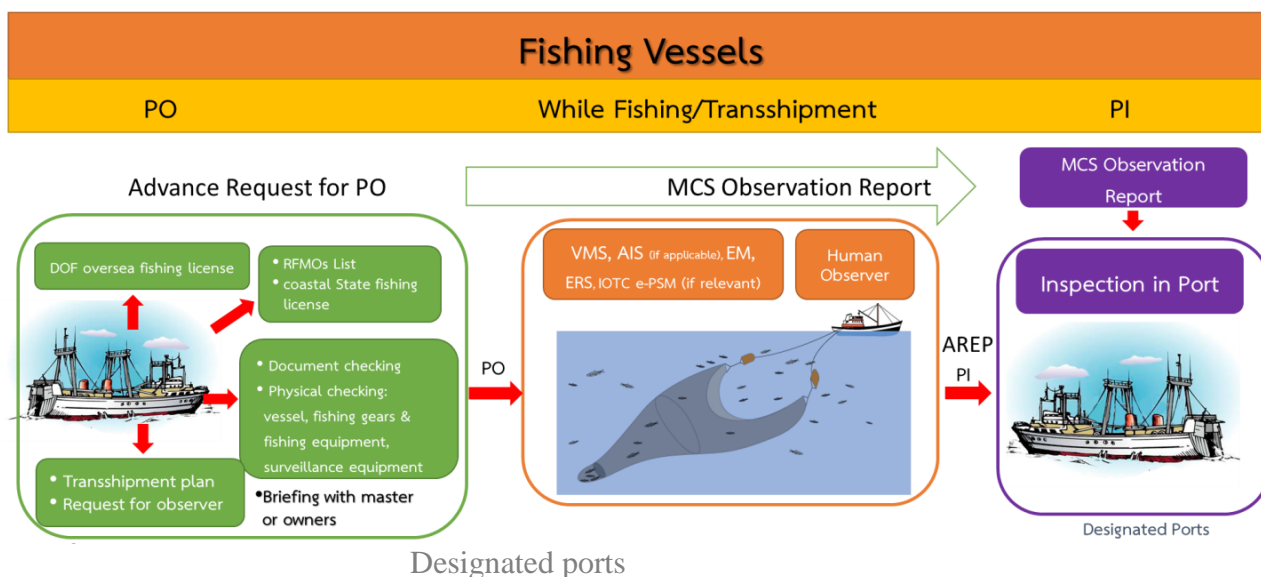 Fishing Vessels
PO
While Fishing/Transshipment
PI
Advance Request for PO
MCS Observation Report
MCS Observation
Report
DOF oversea fishing license
• RFMOs List
• coastal State fishing
license
• Document checking
• Physical checking:
vessel, fishing gears &
fishing equipment,
surveillance equipment
• Transshipment plan
• Request for observer
•Briefing with master
or owners
PO
VMS, AIS (if applicable), EM,
ERS, IOTC e-PSM (if relevant)
Human
Observer
AREP
PI
Inspection in Port
Designated Ports
Designated ports